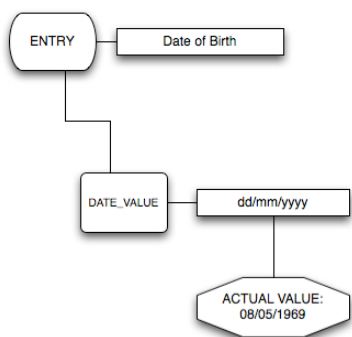 ENTRY
Date of Birth
DATE_VALUE
dd/mm/yyyy
ACTUAL VALUE:
08/05/1969